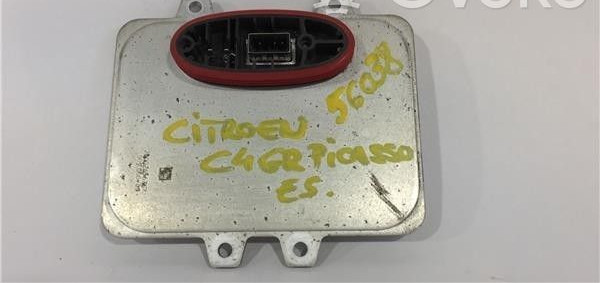 56038
CITROEN
C4 GR PICASSO
ES.